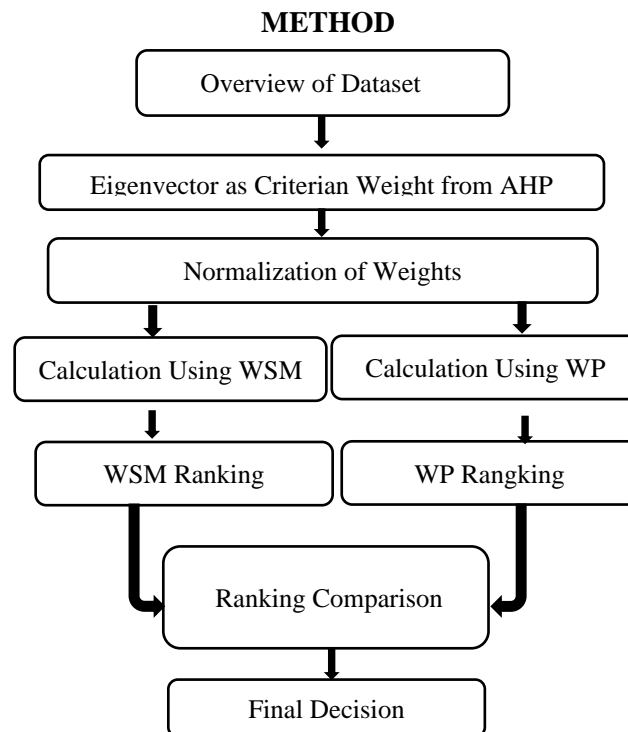 METHOD
Overview of Dataset
Eigenvector as Criterian Weight from AHP
Normalization of Weights
Calculation Using WSM
Calculation Using WP
WSM Ranking
WP Rangking
Ranking Comparison
Final Decision